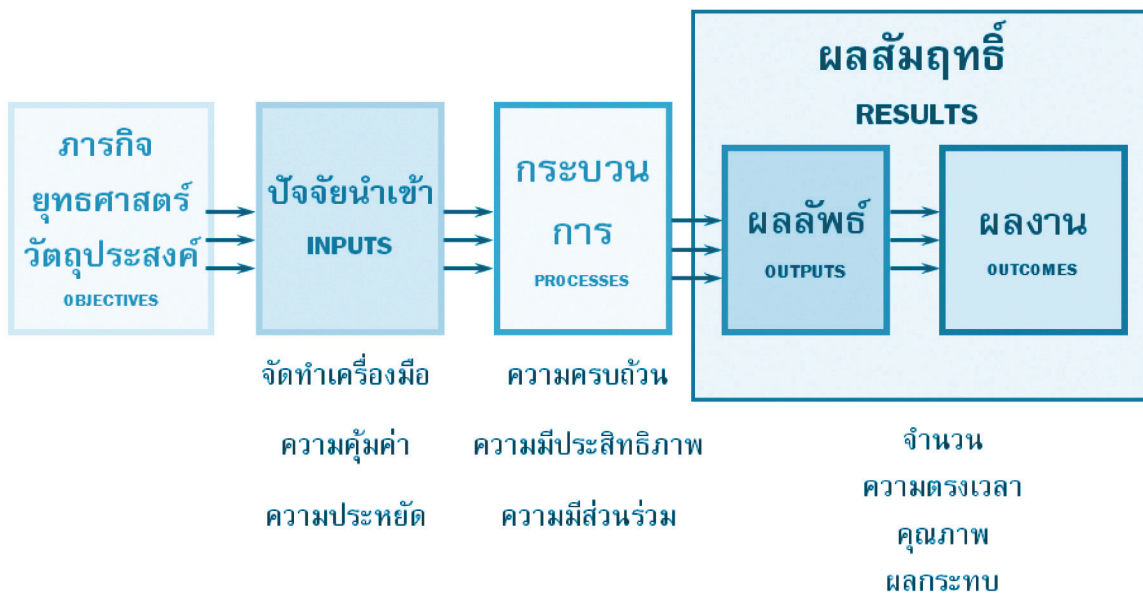 ภารกิจ
ยุทธศาสตร์
วัตถุประสงค์
OBJECTIVES
ปัจจัยนำเข้า
INPUTS
จัดทำเครื่องมือ
ความคุ้มค่า
ความประหยัด
กระบวน
การ
PROCESSES
ความครบถ้วน
ความมีประสิทธิภาพ
ความมีส่วนร่วม
ผลสัมฤทธิ์
RESULTS
ผลลัพธ์
OUTPUTS
ผลงาน
OUTCOMES
จำนวน
ความตรงเวลา
คุณภาพ
ผลกระทบ